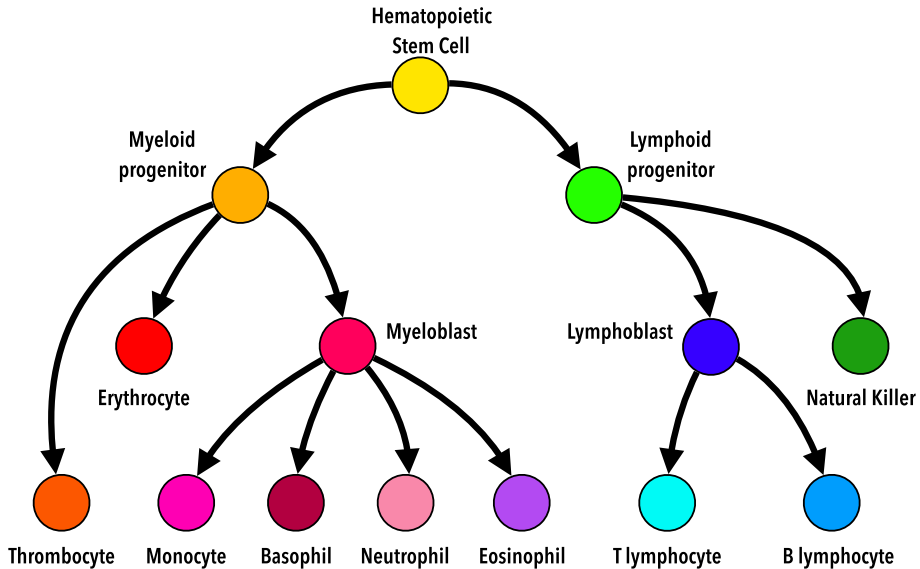 Hematopoietic
Stem Cell
Myeloid
progenitor
Lymphoid
progenitor
Myeloblast
Lymphoblast
Erythrocyte
Natural Killer
Thrombocyte
Monocyte
Basophil
Neutrophil
Eosinophil
T lymphocyte
B lymphocyte